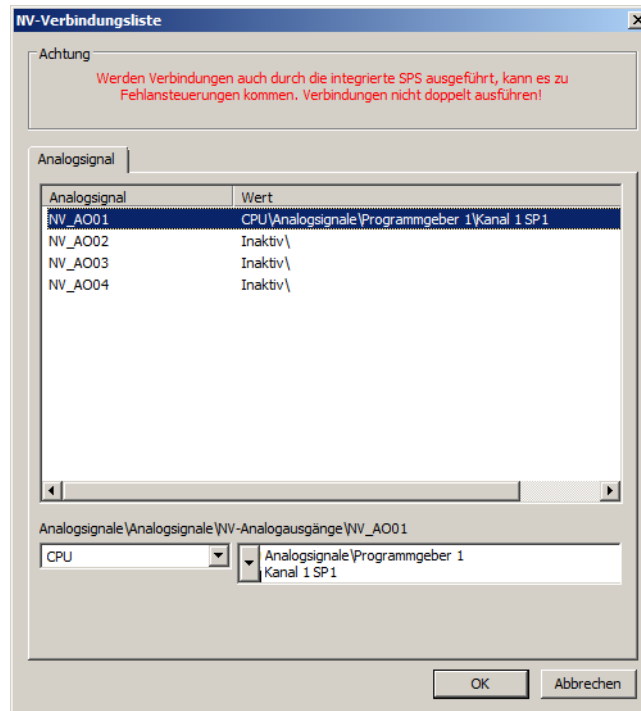 NV-Verbindungsliste
Achtung
Werden Verbindungen auch durch die integrierte SPS ausgeführt, kann es zu
Fehlansteuerungen kommen. Verbindungen nicht doppelt ausführen!
Analogsignal
Analogsignal Wert
NV_AO01 CPU\Analogsignale\Programmgeber 1\Kanal 1 SP1
NV_AO02 Inaktiv\
NV_AO03 Inaktiv\
NV_AO04 Inaktiv\
Analogsignale\Analogsignale\NV-Analogausgänge\NV_AO01
CPU Analogsignale\Programmgeber 1
Kanal 1 SP1
OK Abbrechen